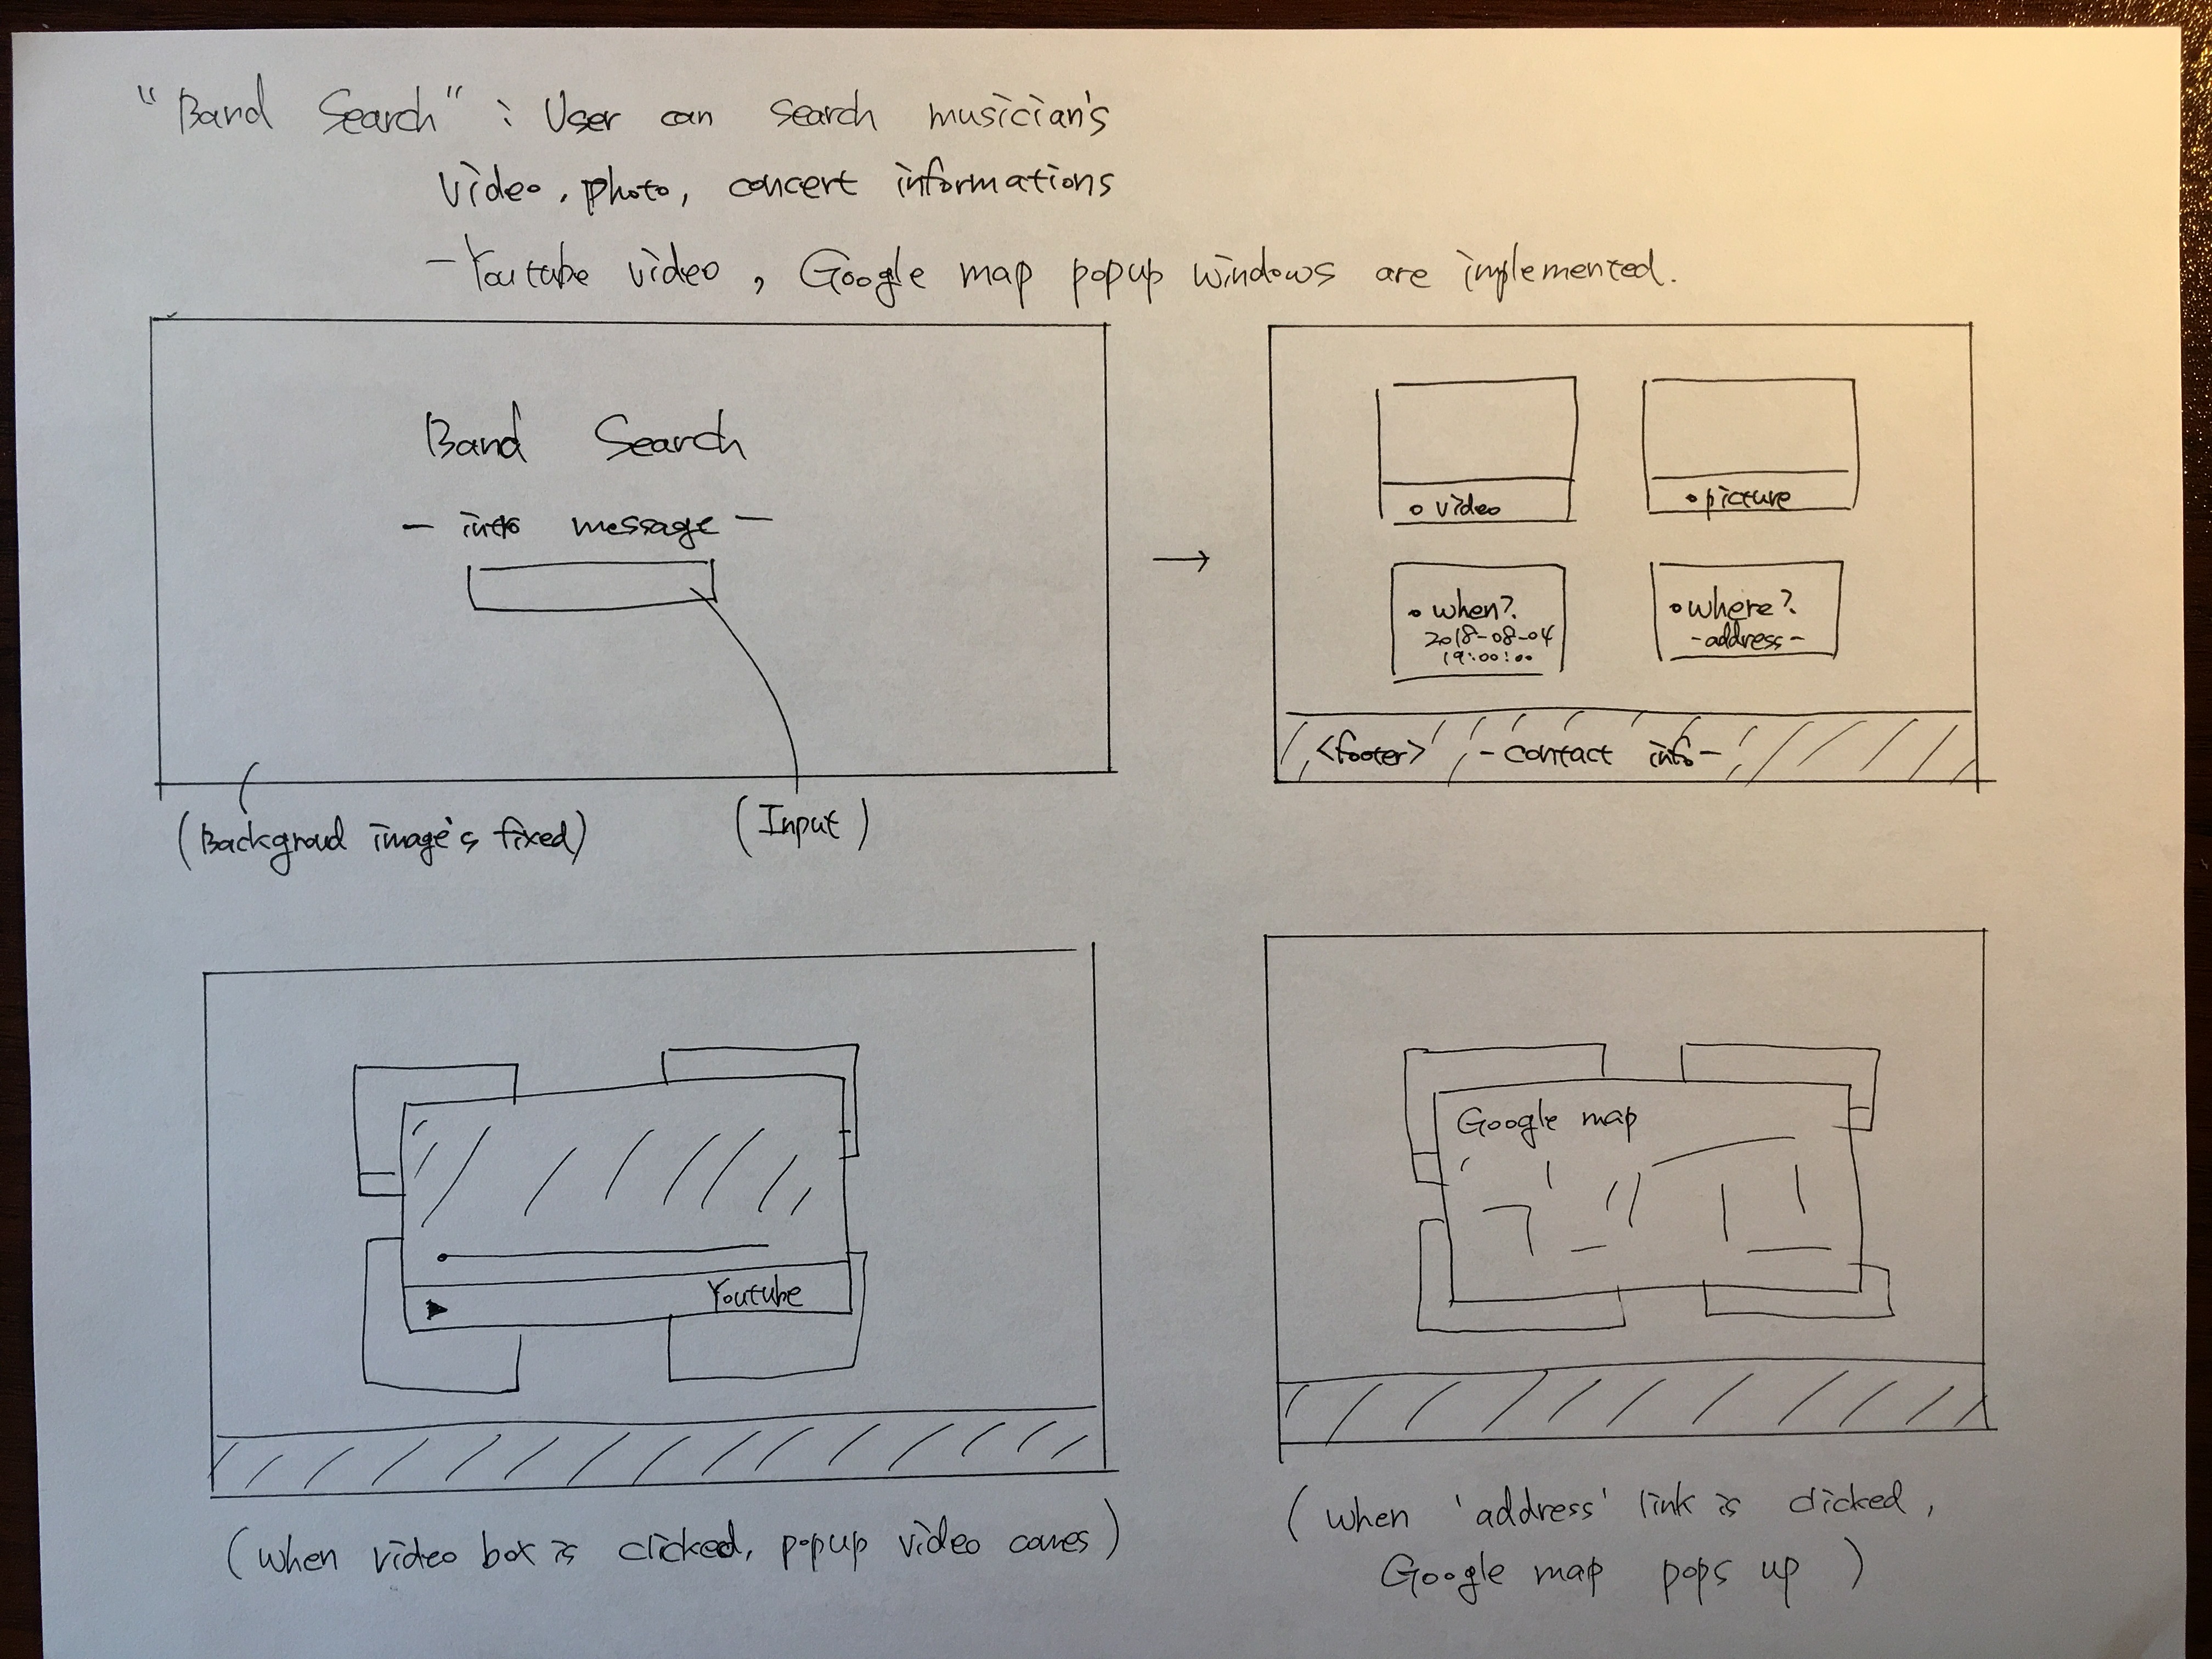 "Band Search" : User can search musician's
video, photo, concert informations
- Youtube video, Google map popup windows are implemented.
Band Search
- intro message -
(Backgroud image's fixed)
(Input)
→
• video
• picture
• when?
2018-08-04
19:00:00
• where?
- address -
<footer> - contact info -
Youtube
(when video box is clicked, popup video comes)
Google map
(when 'address' link is clicked,
Google map pops up)